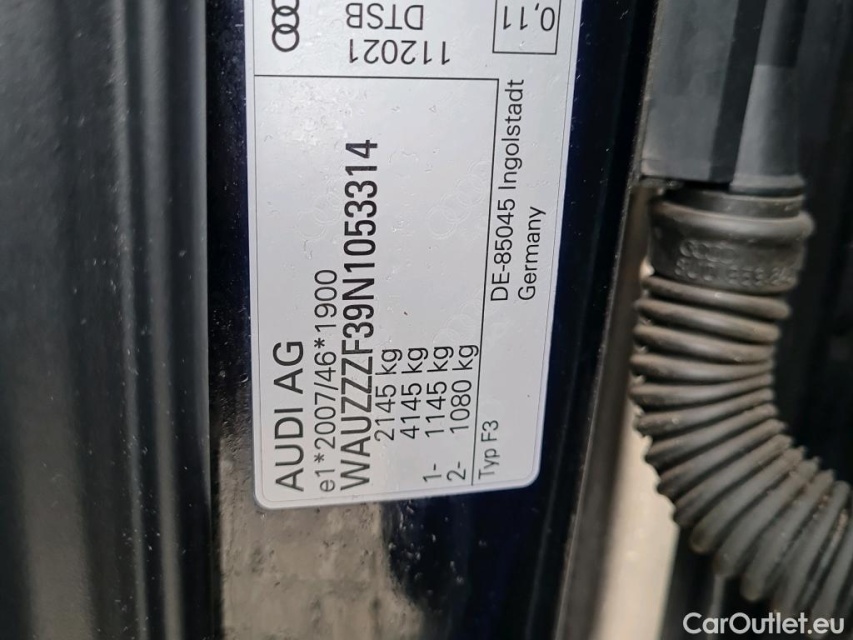 AUDI AG
e1*2007/46*1900
WAUZZZF39N1053314
2145 kg
4145 kg
1- 1145 kg
2- 1080 kg
Typ F3
DE-85045 Ingolstadt
Germany
112021
DTSB
0,11
CarOutlet.eu